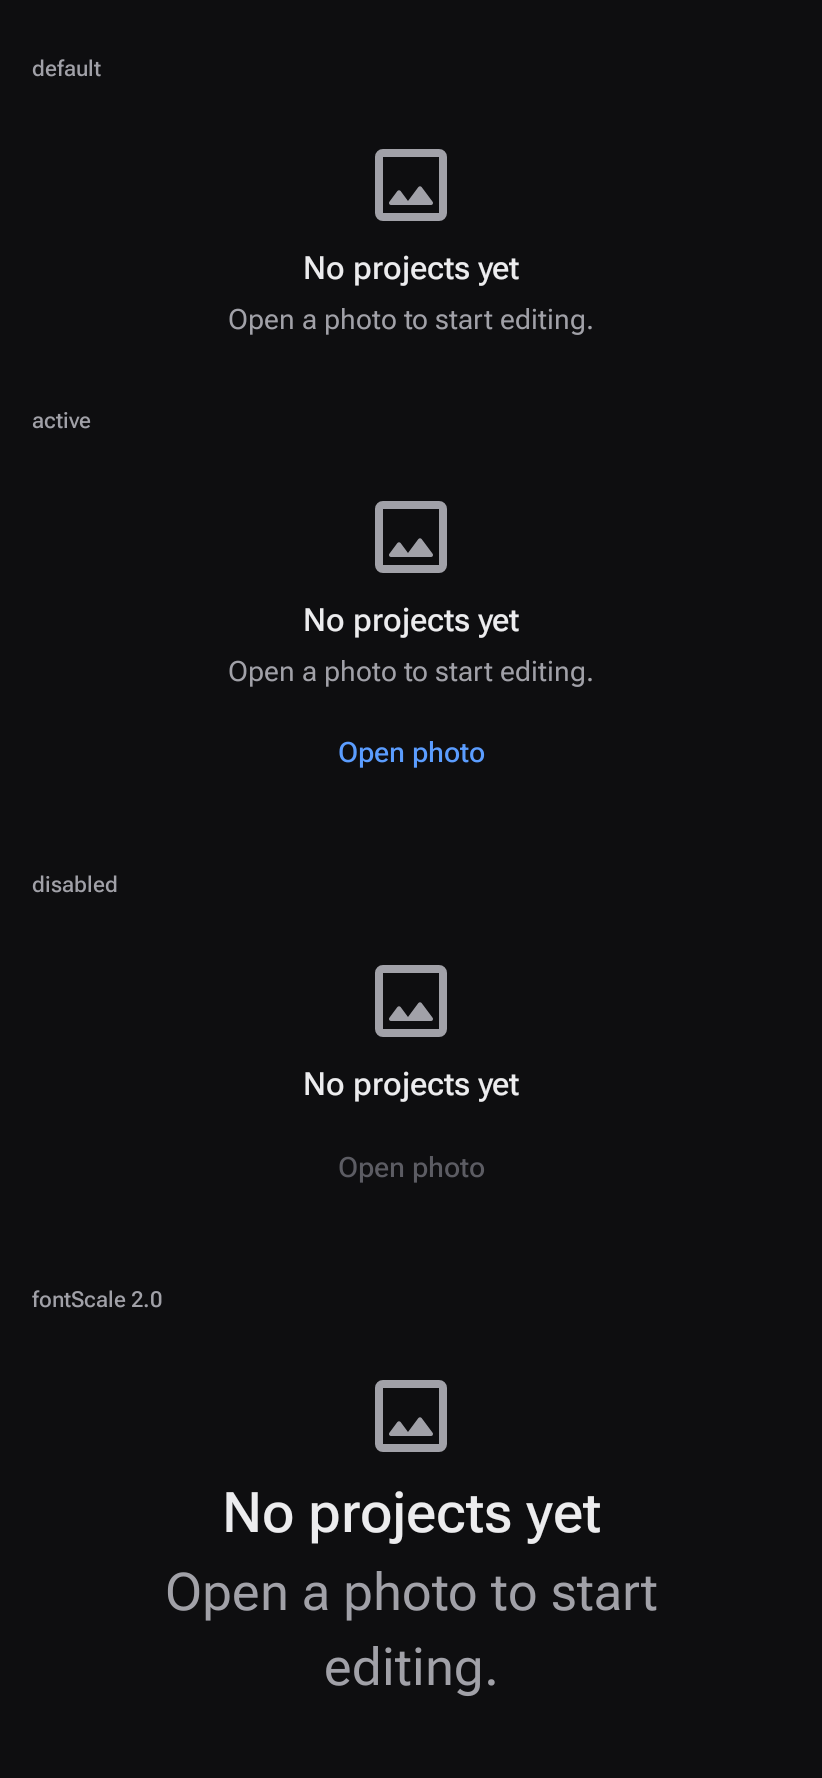 default
No projects yet
Open a photo to start editing.
active
No projects yet
Open a photo to start editing.
Open photo
disabled
No projects yet
Open photo
fontScale 2.0
No projects yet
Open a photo to start
editing.